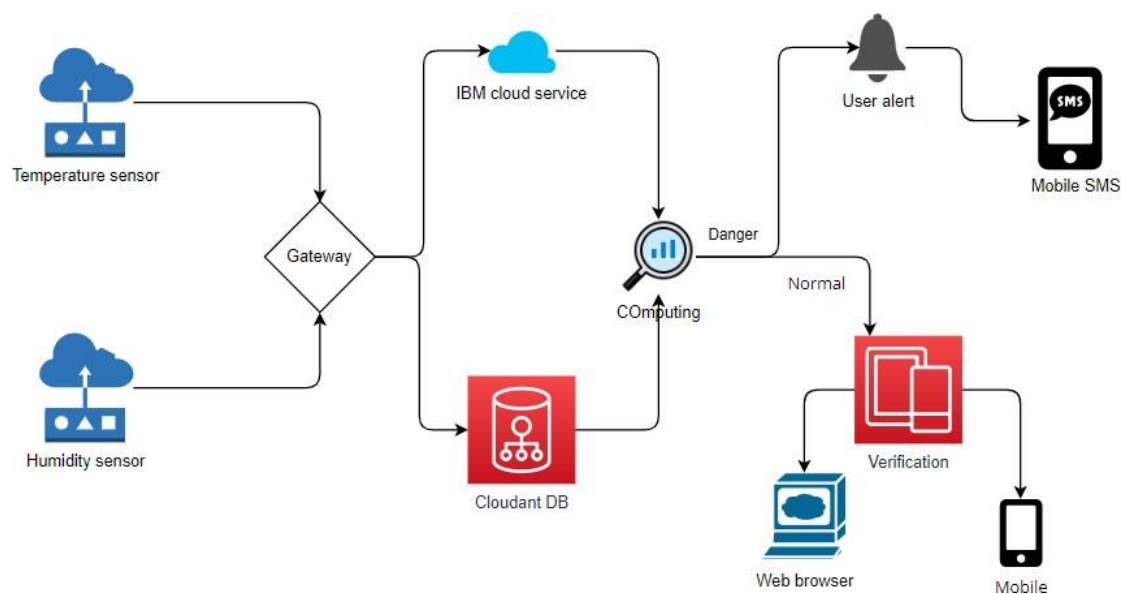 Temperature sensor
Humidity sensor
Gateway
IBM cloud service
Cloudant DB
COmputing
Danger
Normal
User alert
SMS
Mobile SMS
Verification
Web browser
Mobile